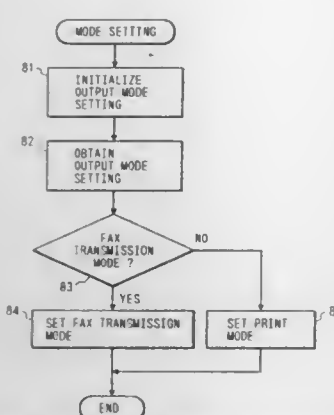 MODE SETTING
81
INITIALIZE
OUTPUT MODE
SETTING
82
OBTAIN
OUTPUT MODE
SETTING
FAX
TRANSMISSION
MODE ?
NO
83
YES
84
SET FAX TRANSMISSION
MODE
8
SET PRINT
MODE
END